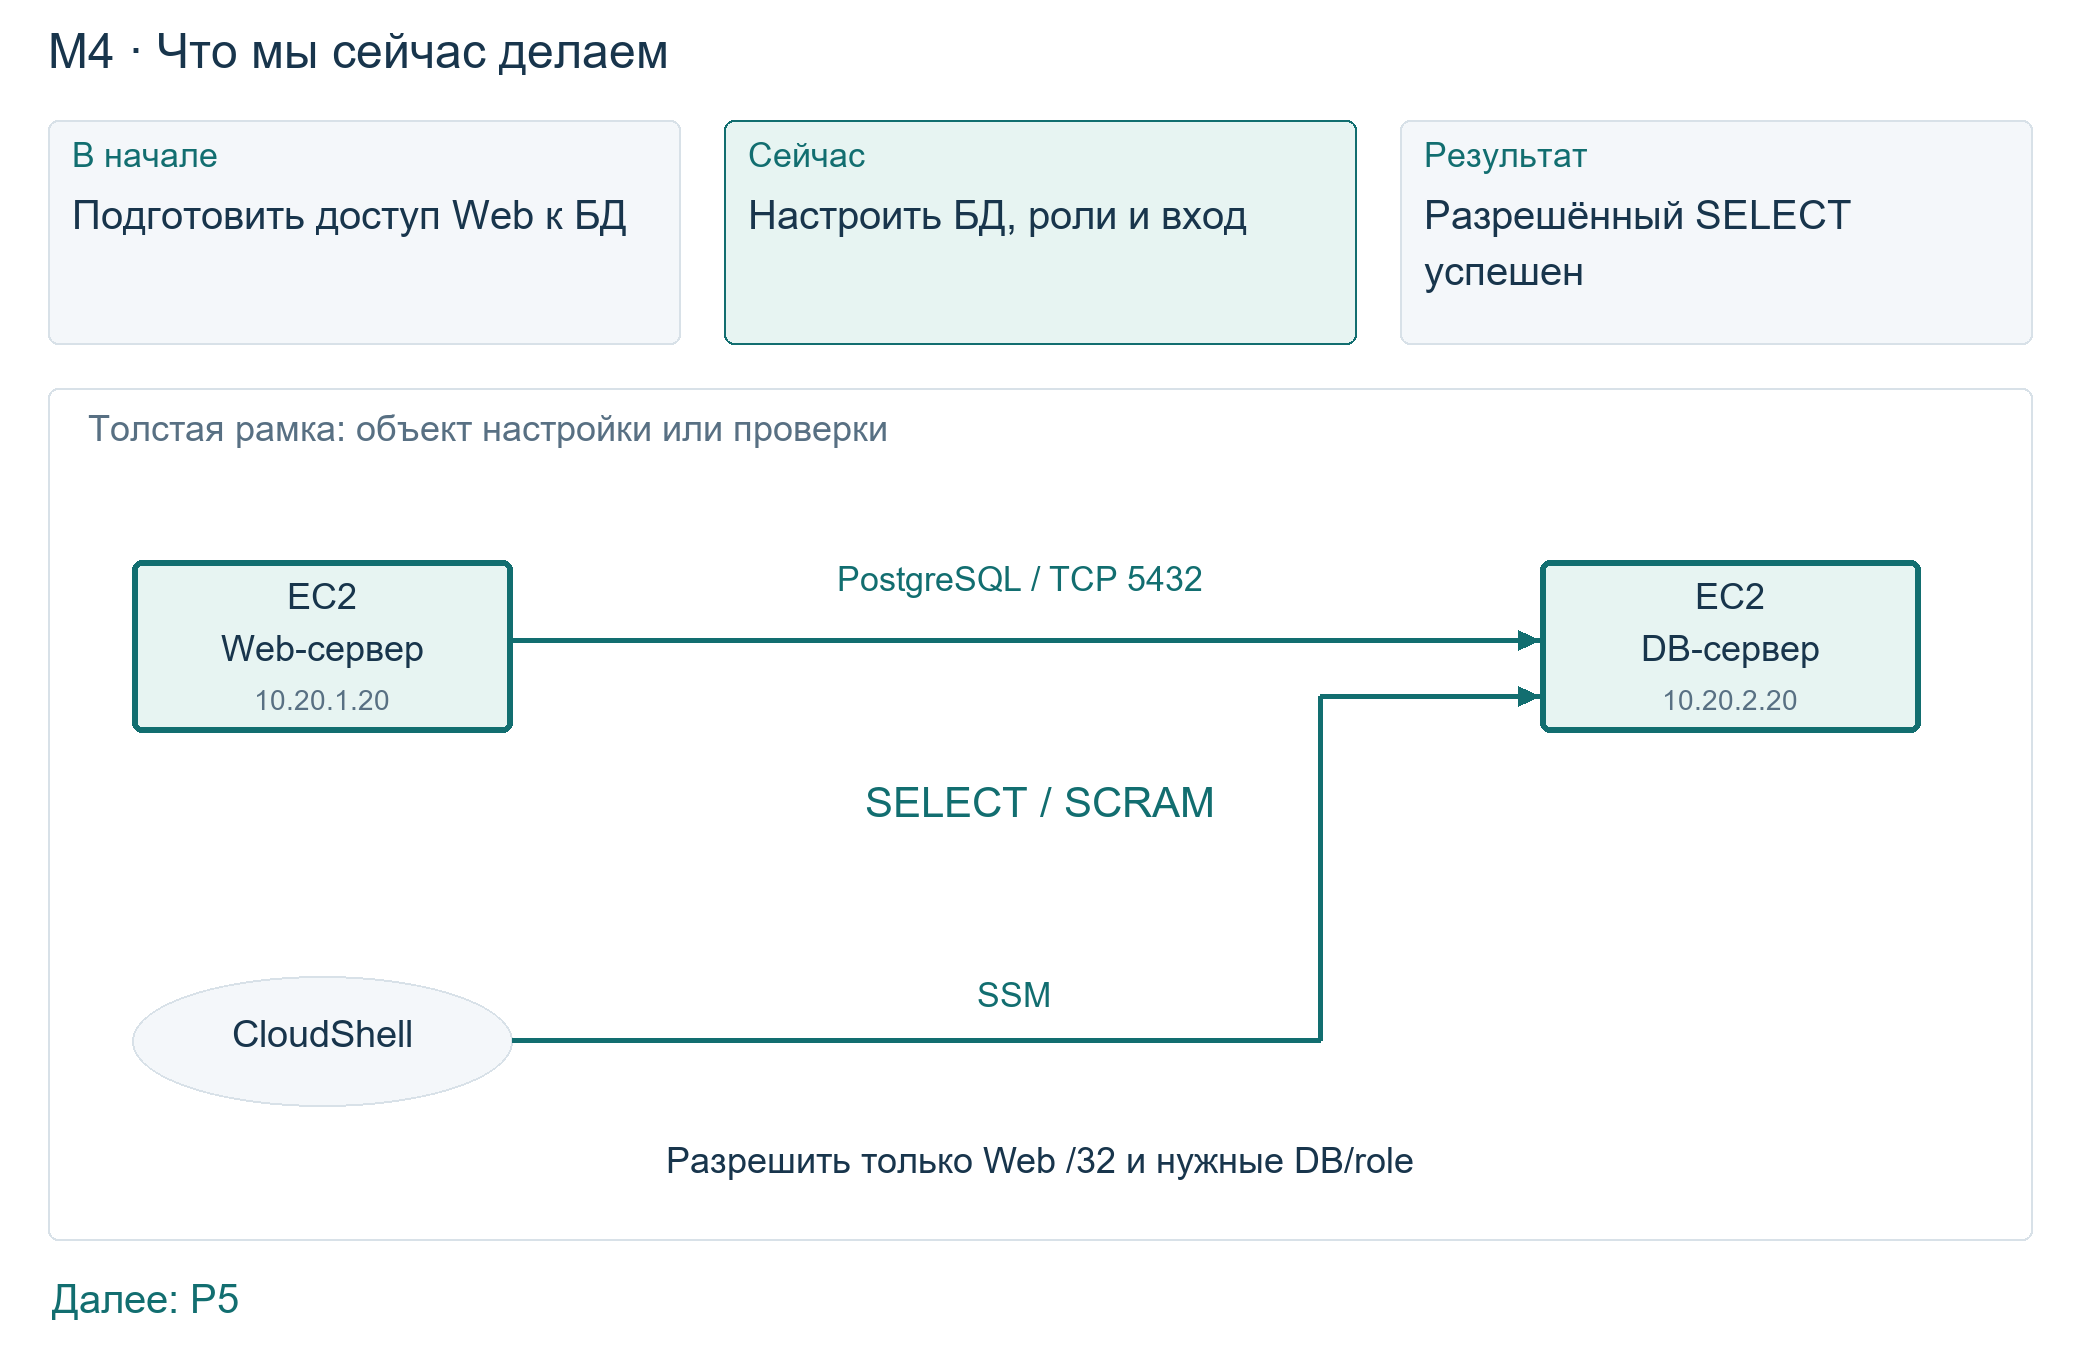 M4 · Что мы сейчас делаем
В начале
Подготовить доступ Web к БД
Сейчас
Настроить БД, роли и вход
Результат
Разрешённый SELECT
успешен
Толстая рамка: объект настройки или проверки
EC2
Web-сервер
10.20.1.20
PostgreSQL / TCP 5432
EC2
DB-сервер
10.20.2.20
SELECT / SCRAM
SSM
CloudShell
Разрешить только Web /32 и нужные DB/role
Далее: P5